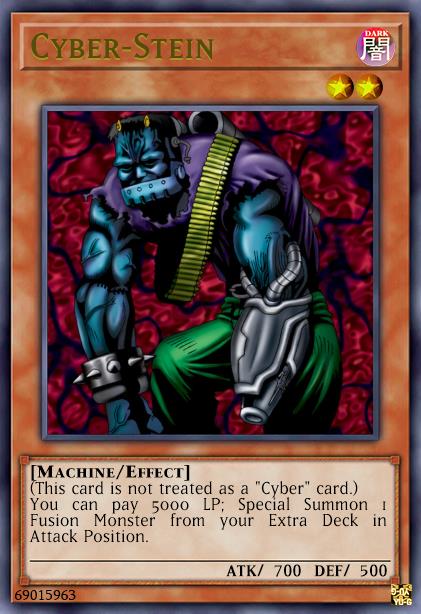 Cyber-Stein
DARK
闇
[Machine/Effect]
(This card is not treated as a "Cyber" card.)
You can pay 5000 LP; Special Summon 1
Fusion Monster from your Extra Deck in
Attack Position.
ATK/ 700 DEF/ 500
69015963